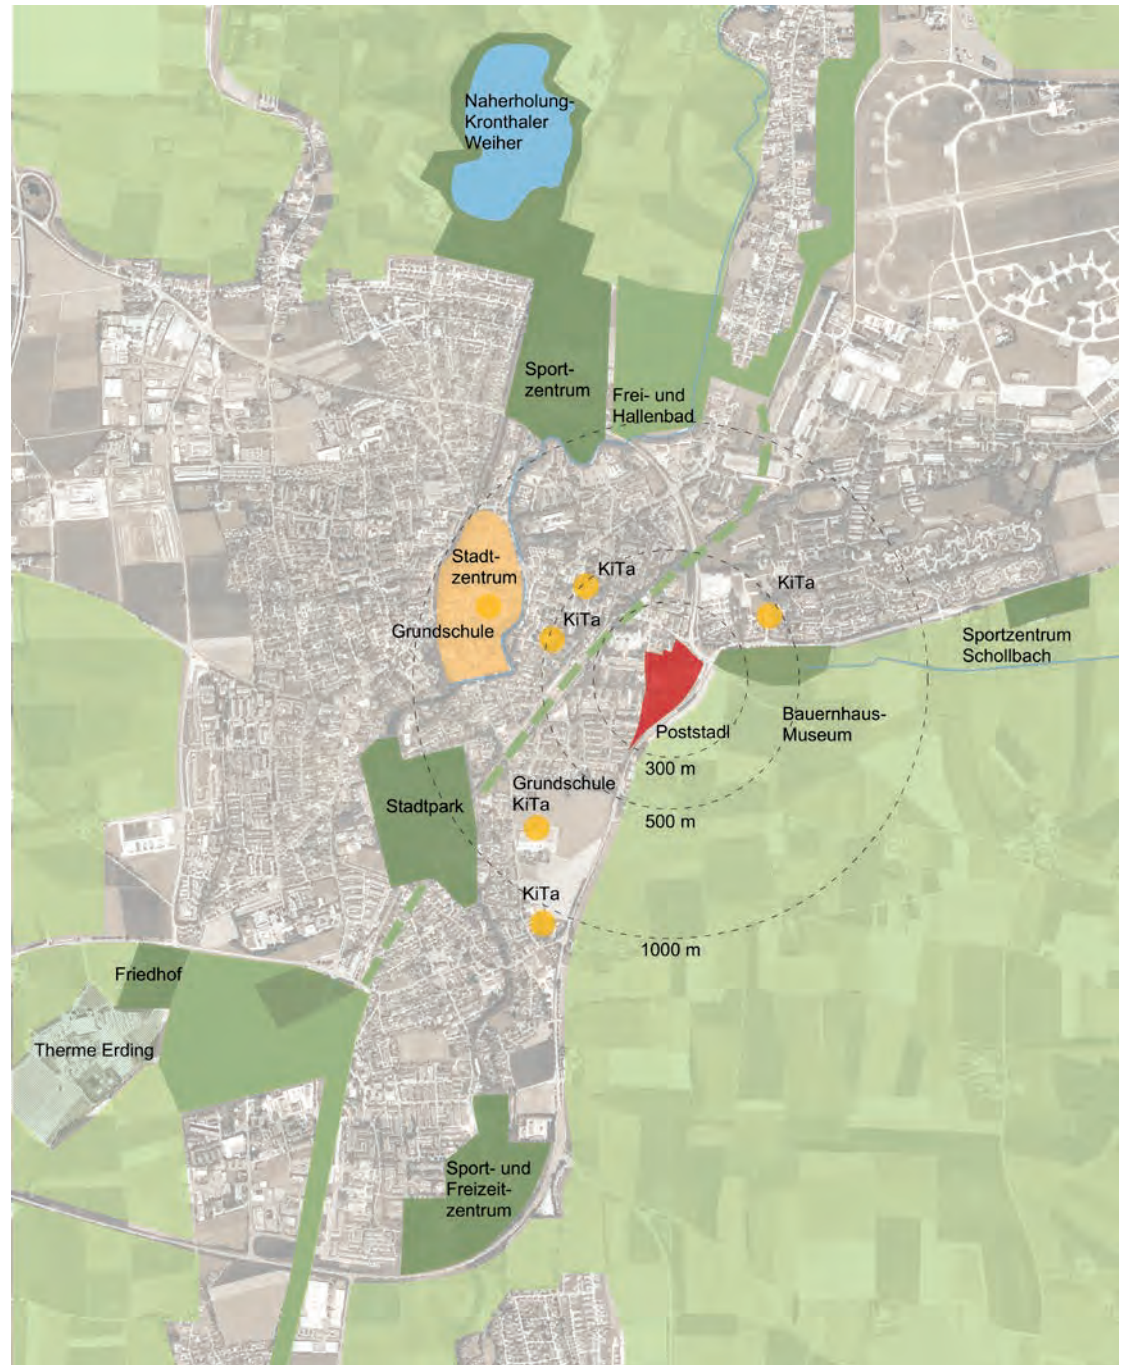 Naherholung-
Kronthaler
Weiher
Sport-
zentrum
Frei- und
Hallenbad
Stadt-
zentrum
Grundschule
KiTa
KiTa
KiTa
Sportzentrum
Schollbach
Bauernhaus-
Museum
Poststadl
300 m
500 m
1000 m
Grundschule
KiTa
Stadtpark
KiTa
Friedhof
Therme Erding
Sport- und
Freizeit-
zentrum